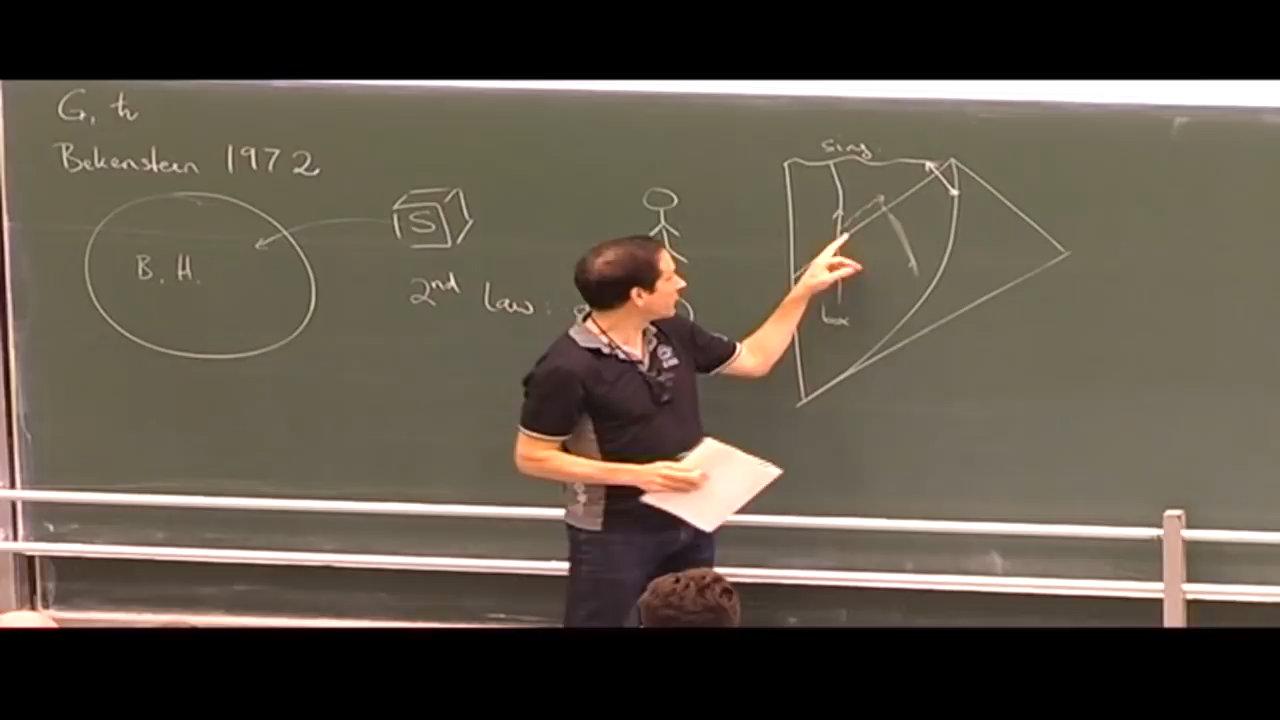 G, ħ
Bekenstein 1972
B.H.
S
2nd Law:
Sing.
box